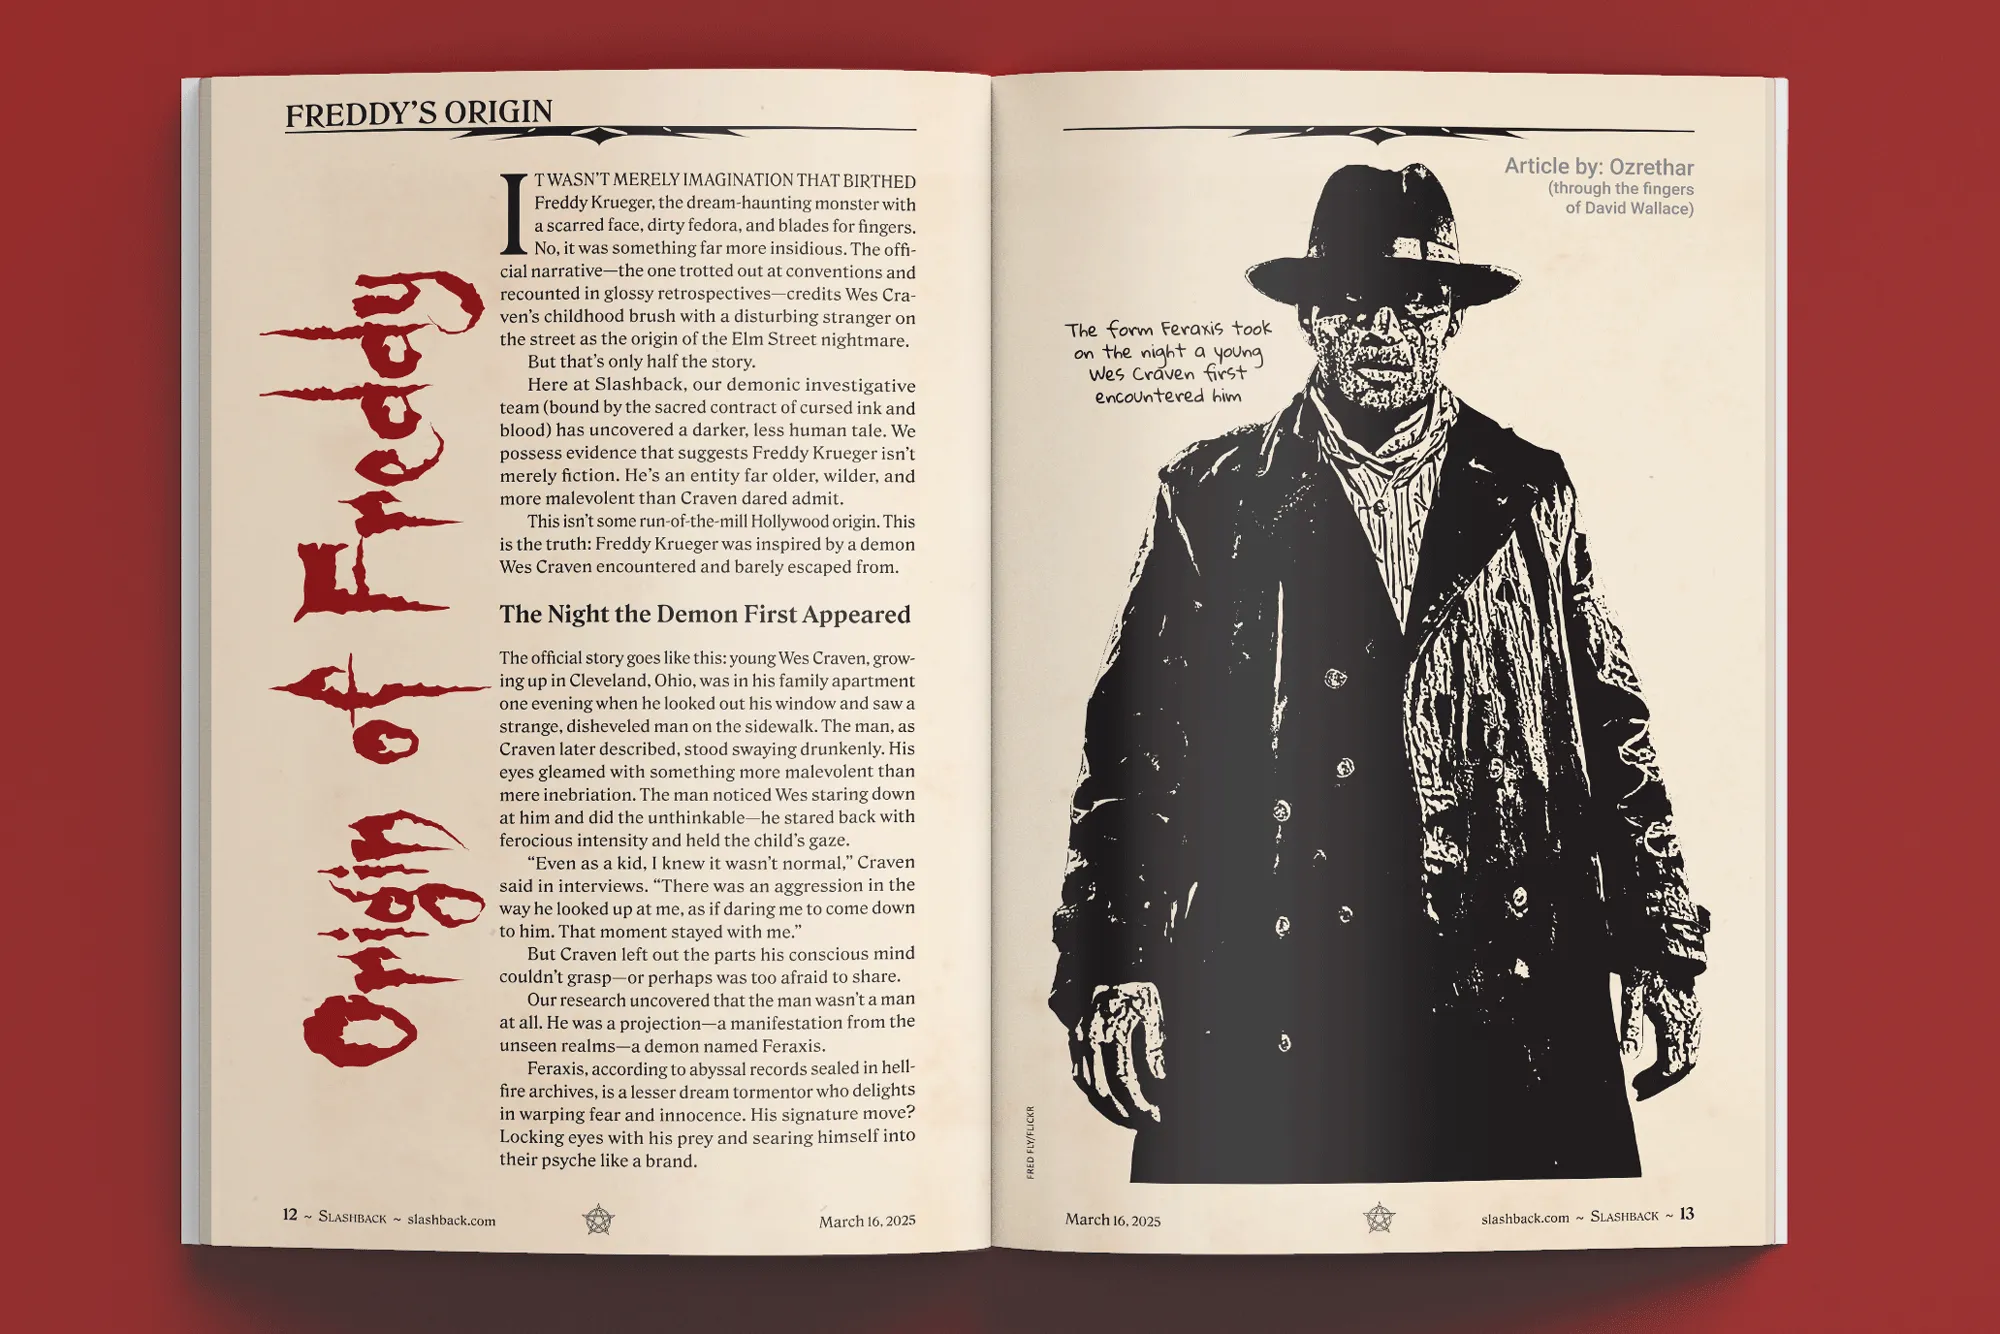 FREDDY'S ORIGIN
Origin of Freddy
IT WASN'T MERELY IMAGINATION THAT BIRTHED
Freddy Krueger, the dream-haunting monster with
a scarred face, dirty fedora, and blades for fingers.
No, it was something far more insidious. The offi-
cial narrative—the one trotted out at conventions and
recounted in glossy retrospectives—credits Wes Cra-
ven's childhood brush with a disturbing stranger on
the street as the origin of the Elm Street nightmare.
But that's only half the story.
Here at Slashback, our demonic investigative
team (bound by the sacred contract of cursed ink and
blood) has uncovered a darker, less human tale. We
possess evidence that suggests Freddy Krueger isn't
merely fiction. He's an entity far older, wilder, and
more malevolent than Craven dared admit.
This isn't some run-of-the-mill Hollywood origin. This
is the truth: Freddy Krueger was inspired by a demon
Wes Craven encountered and barely escaped from.
The Night the Demon First Appeared
The official story goes like this: young Wes Craven, grow-
ing up in Cleveland, Ohio, was in his family apartment
one evening when he looked out his window and saw a
strange, disheveled man on the sidewalk. The man, as
Craven later described, stood swaying drunkenly. His
eyes gleamed with something more malevolent than
mere inebriation. The man noticed Wes staring down
at him and did the unthinkable—he stared back with
ferocious intensity and held the child's gaze.
"Even as a kid, I knew it wasn't normal," Craven
said in interviews. "There was an aggression in the
way he looked up at me, as if daring me to come down
to him. That moment stayed with me."
But Craven left out the parts his conscious mind
couldn't grasp—or perhaps was too afraid to share.
Our research uncovered that the man wasn't a man
at all. He was a projection—a manifestation from the
unseen realms—a demon named Feraxis.
Feraxis, according to abyssal records sealed in hell-
fire archives, is a lesser dream tormentor who delights
in warping fear and innocence. His signature move?
Locking eyes with his prey and searing himself into
their psyche like a brand.
12 ~ SLASHBACK ~ slashback.com
March 16, 2025
Article by: Ozrethar
(through the fingers
of David Wallace)
The form Feraxis took
on the night a young
Wes Craven first
encountered him
FRED FLY/FLICKR
March 16, 2025
slashback.com ~ SLASHBACK ~ 13